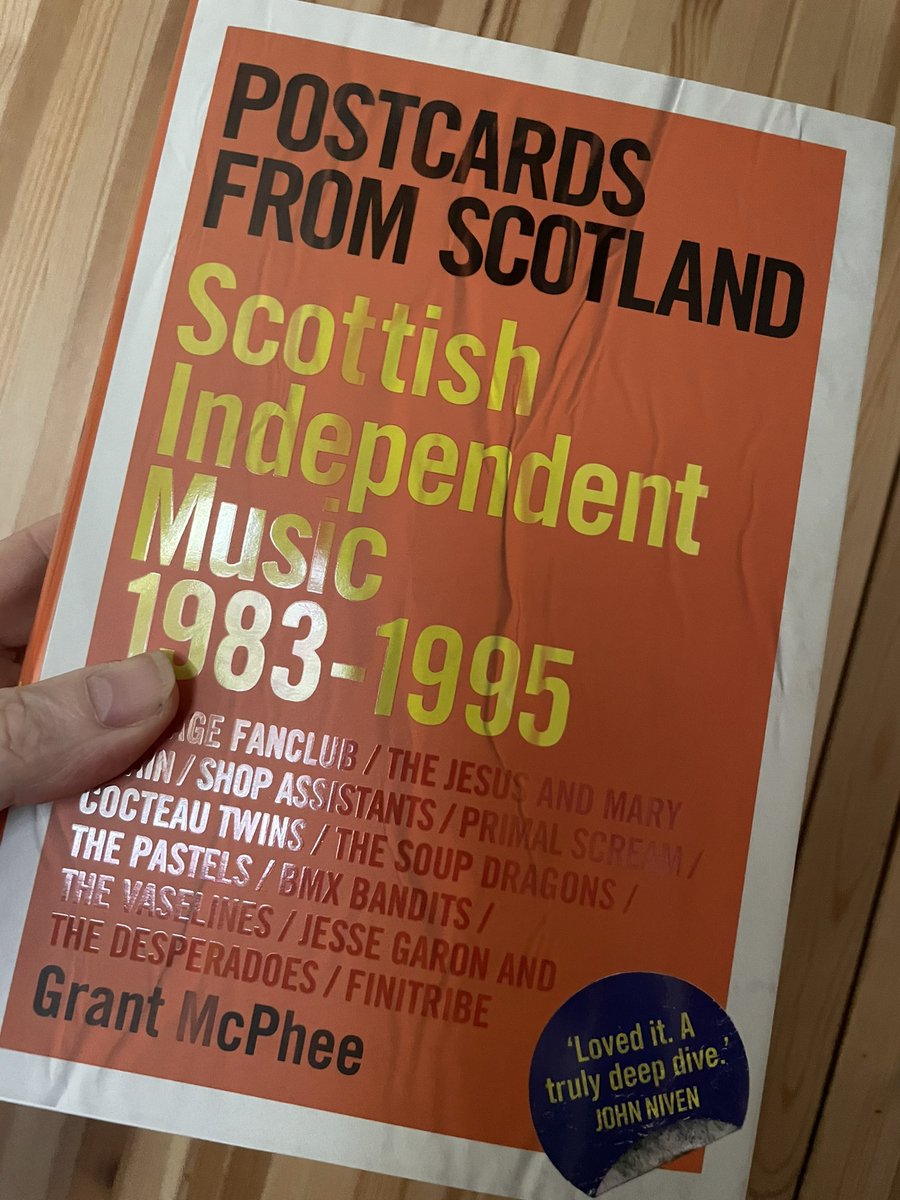 POSTCARDS
FROM SCOTLAND
Scottish
Independent
Music
1983-1995
AGE FANCLUB / THE JESUS AND MARY
AIN / SHOP ASSISTANTS / PRIMAL SCREAM /
COCTEAU TWINS / THE SOUP DRAGONS /
THE PASTELS / BMX BANDITS /
THE VASELINES / JESSE GARON AND
THE DESPERADOES / FINITRIBE
Grant McPhee
'Loved it. A
truly deep dive.'
JOHN NIVEN